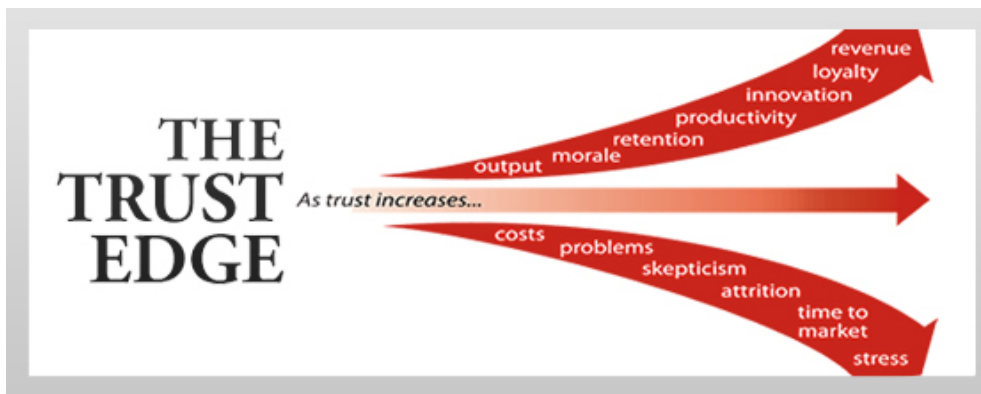 THE
TRUST
EDGE
As trust increases...
output
morale
retention
productivity
innovation
loyalty
revenue
costs
problems
skepticism
attrition
time to
market
stress